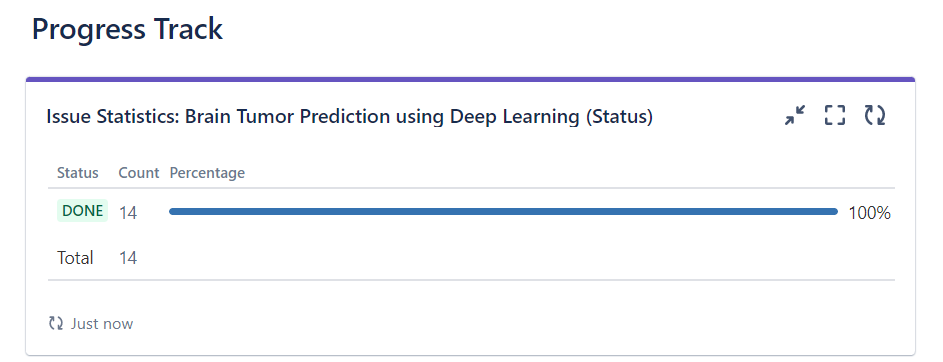 Progress Track
Issue Statistics: Brain Tumor Prediction using Deep Learning (Status)
Status Count Percentage
DONE 14 100%
Total 14
Just now